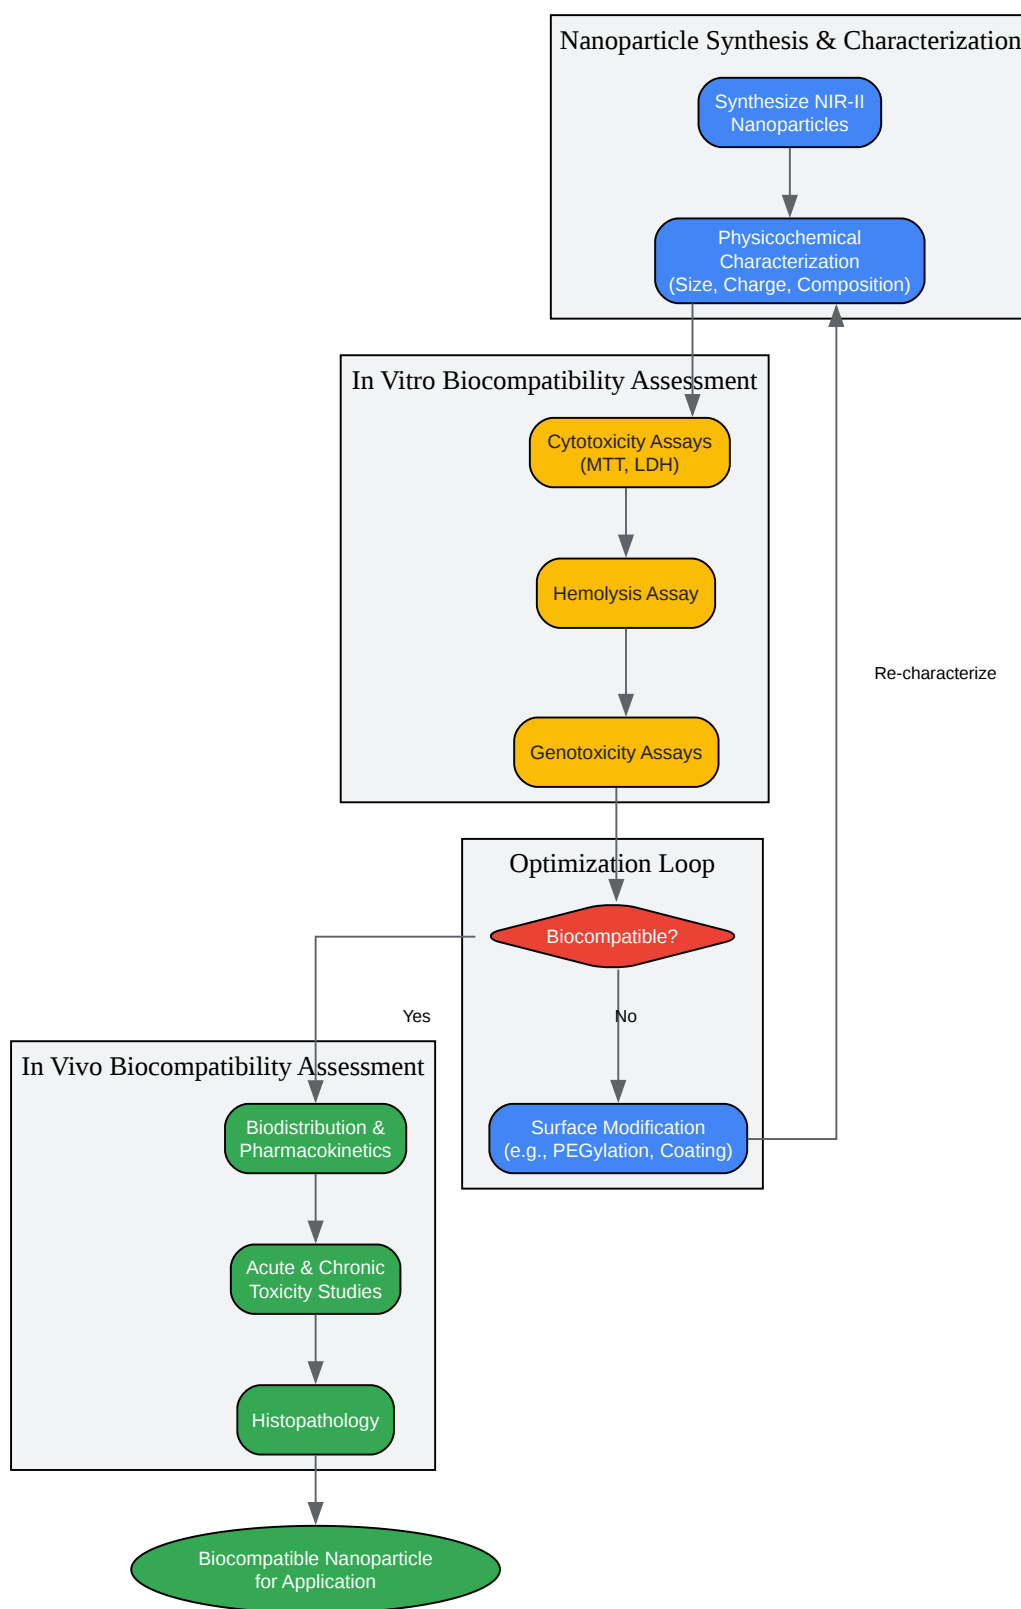 Nanoparticle Synthesis & Characterization
Synthesize NIR-II
Nanoparticles
Physicochemical
Characterization
(Size, Charge, Composition)
In Vitro Biocompatibility Assessment
Cytotoxicity Assays
(MTT, LDH)
Hemolysis Assay
Re-characterize
Genotoxicity Assays
Optimization Loop
Biocompatible?
Yes
No
In Vivo Biocompatibility Assessment
Biodistribution &
Pharmacokinetics
Surface Modification
(e.g., PEGylation, Coating)
Acute & Chronic
Toxicity Studies
Histopathology
Biocompatible Nanoparticle
for Application